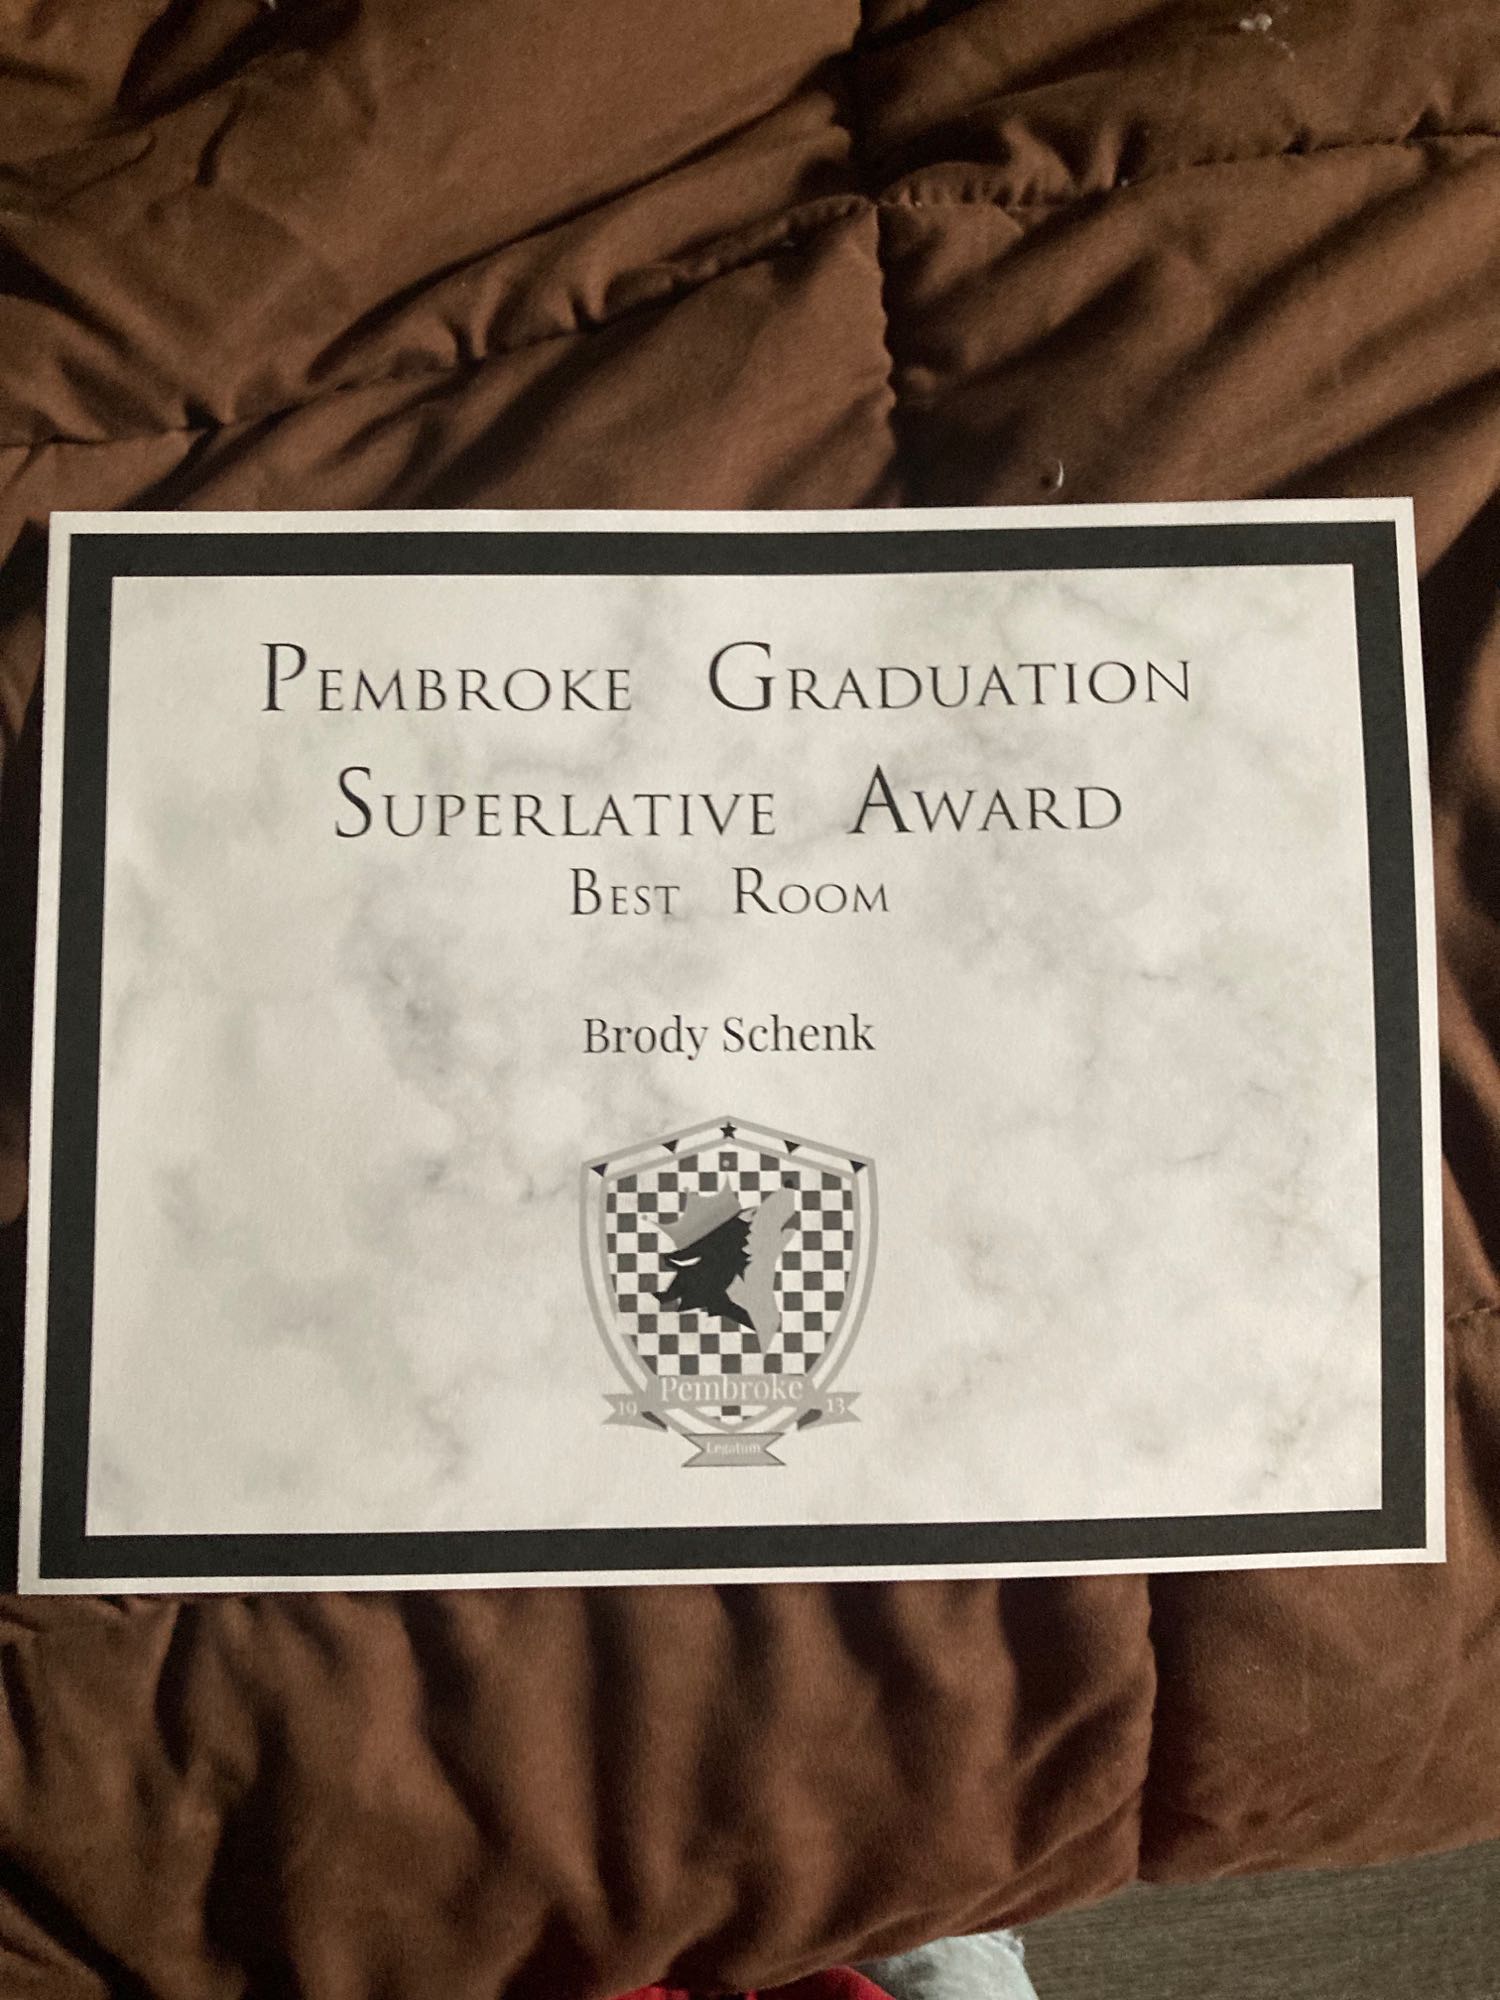 Pembroke Graduation
Superlative Award
Best Room
Brody Schenk
Pembroke
19 13
Legatum